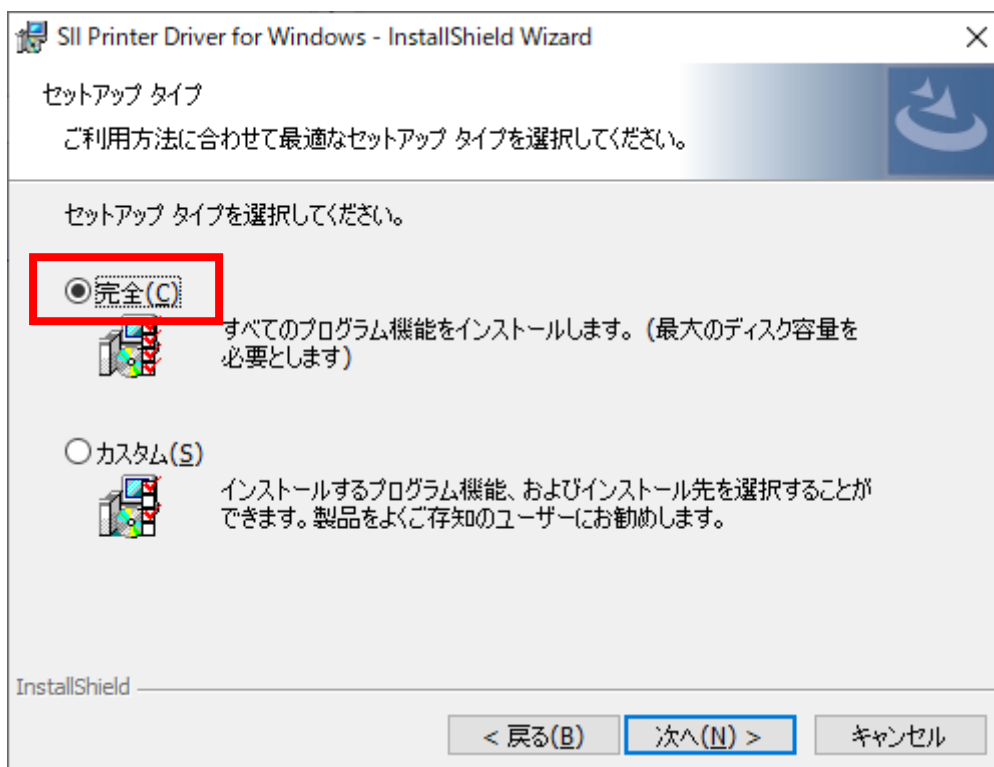 SII Printer Driver for Windows - InstallShield Wizard
セットアップ タイプ
ご利用方法に合わせて最適なセットアップ タイプを選択してください。
セットアップ タイプを選択してください。
完全(C)
すべてのプログラム機能をインストールします。(最大のディスク容量を
必要とします)
カスタム(S)
インストールするプログラム機能、およびインストール先を選択することが
できます。製品をよくご存知のユーザーにお勧めします。
InstallShield
< 戻る(B) 次へ(N) > キャンセル